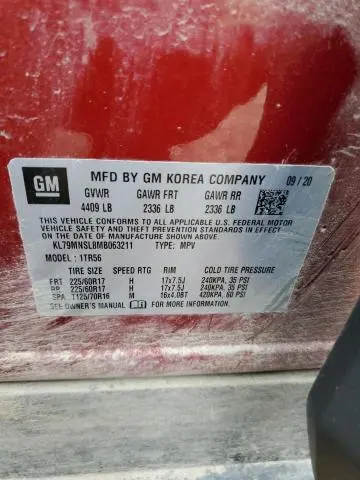 GM
MFD BY GM KOREA COMPANY 09/20
GVWR GAWR FRT GAWR RR
4409 LB 2336 LB 2336 LB
THIS VEHICLE CONFORMS TO ALL APPLICABLE U.S. FEDERAL MOTOR
VEHICLE SAFETY, BUMPER, AND THEFT PREVENTION STANDARDS
IN EFFECT ON THE DATE OF MANUFACTURE SHOWN ABOVE.
KL79MNSL8MB063211 TYPE: MPV
MODEL: 1TR56
TIRE SIZE SPEED RTG RIM COLD TIRE PRESSURE
FRT 225/60R17 H 17x7.5J 240KPA, 35 PSI
RR 225/60R17 H 17x7.5J 240KPA, 35 PSI
SPA T125/70R16 M 16x4.0BT 420KPA, 60 PSI
SEE OWNER'S MANUAL FOR MORE INFORMATION.